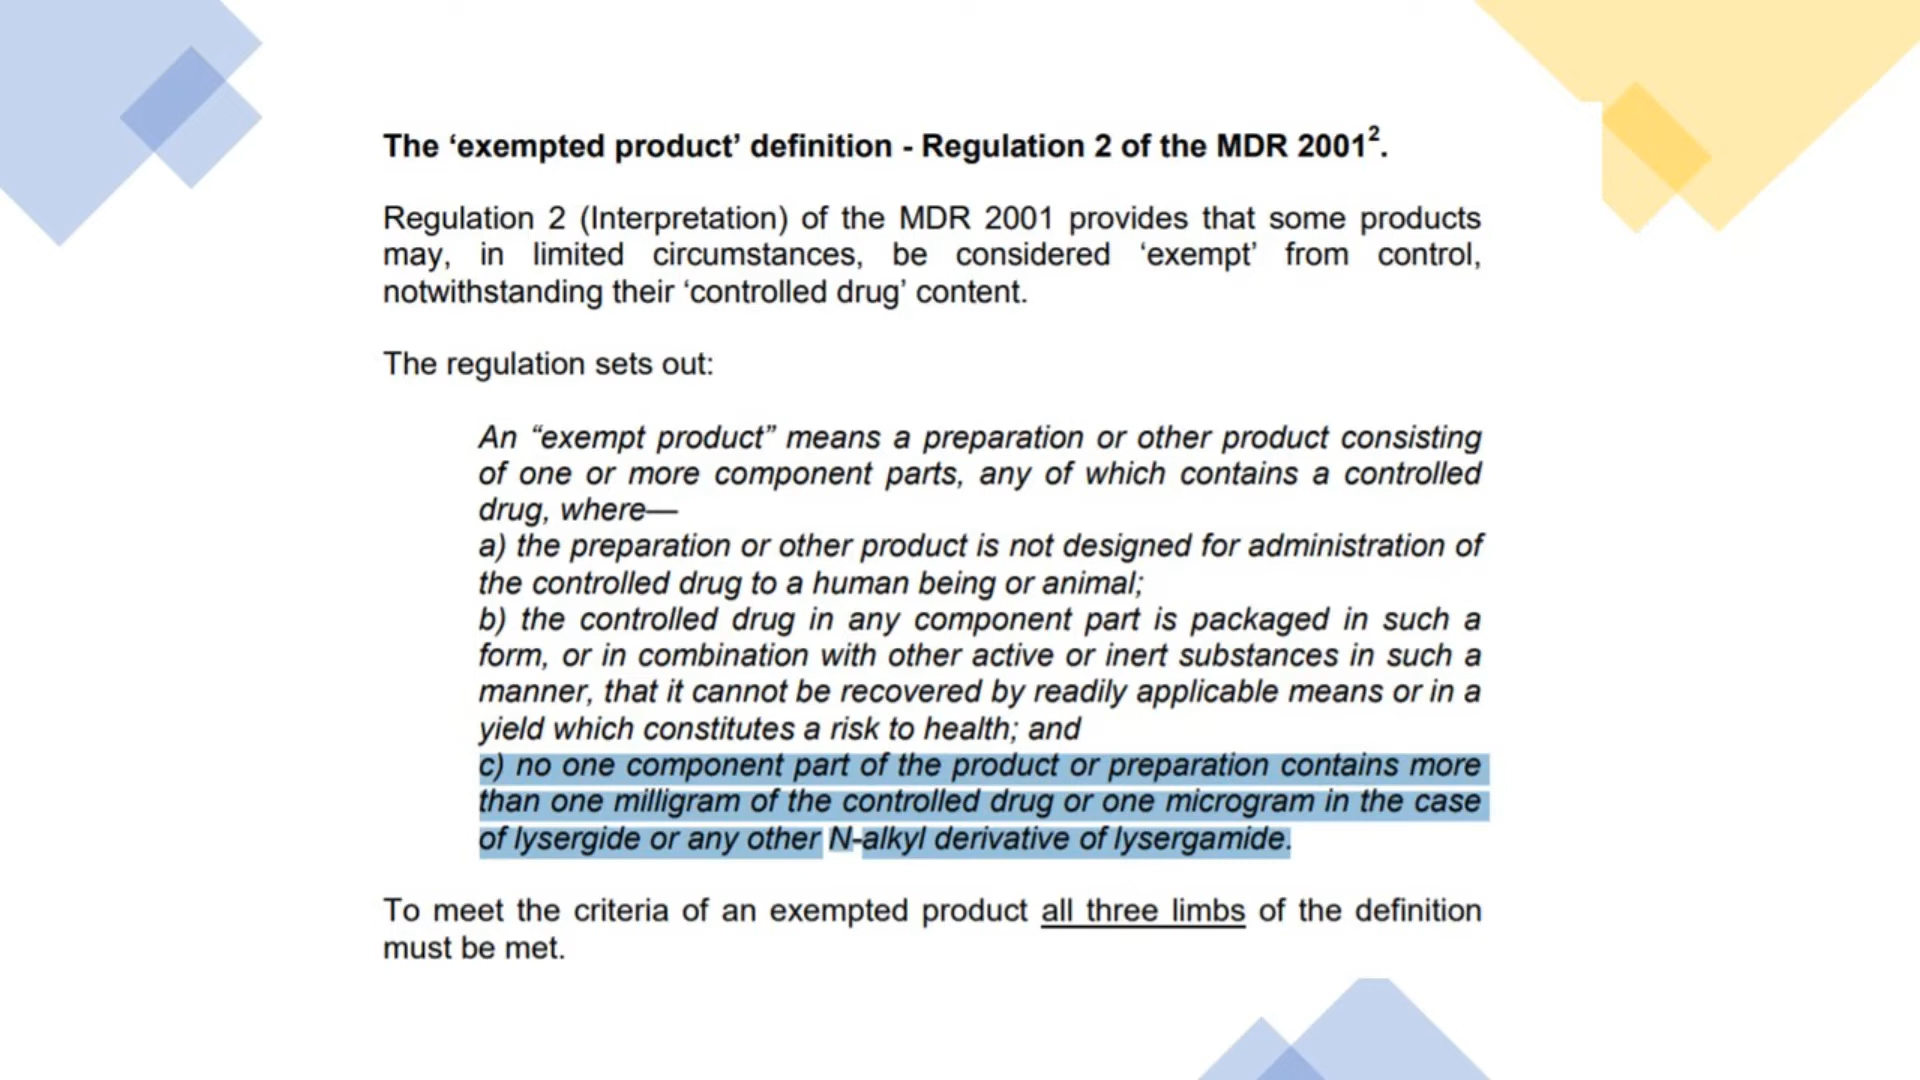 The ‘exempted product’ definition - Regulation 2 of the MDR 2001².
Regulation 2 (Interpretation) of the MDR 2001 provides that some products
may, in limited circumstances, be considered ‘exempt’ from control,
notwithstanding their ‘controlled drug’ content.
The regulation sets out:
An “exempt product” means a preparation or other product consisting
of one or more component parts, any of which contains a controlled
drug, where—
a) the preparation or other product is not designed for administration of
the controlled drug to a human being or animal;
b) the controlled drug in any component part is packaged in such a
form, or in combination with other active or inert substances in such a
manner, that it cannot be recovered by readily applicable means or in a
yield which constitutes a risk to health; and
c) no one component part of the product or preparation contains more
than one milligram of the controlled drug or one microgram in the case
of lysergide or any other N-alkyl derivative of lysergamide.
To meet the criteria of an exempted product all three limbs of the definition
must be met.